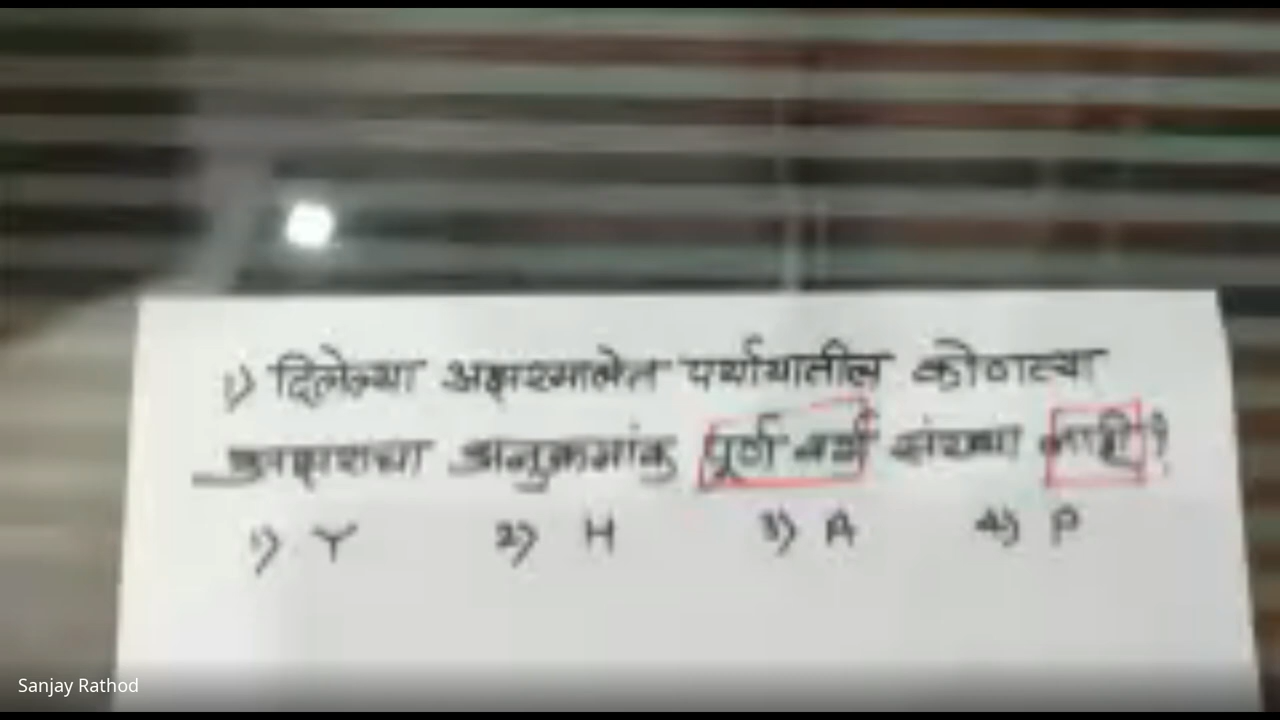 1) दिलेल्या अक्षरमालेत पर्यायातील कोणत्या
अक्षराचा अनुक्रमांक पूर्ण वर्ग संख्या नाही ?
1) Y 2) H 3) A 4) P
Sanjay Rathod